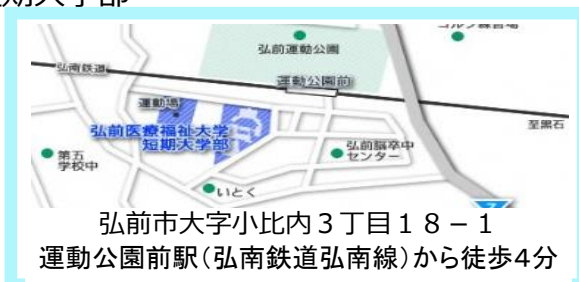 期大学部
ゴルフ練習場
弘前運動公園
弘南鉄道
運動公園前
運動場
至黒石
弘前医療福祉大学
短期大学部
第五
学校中
弘前脳卒中
センター
いとく
7
弘前市大字小比内３丁目１８－１
運動公園前駅（弘南鉄道弘南線）から徒歩4分